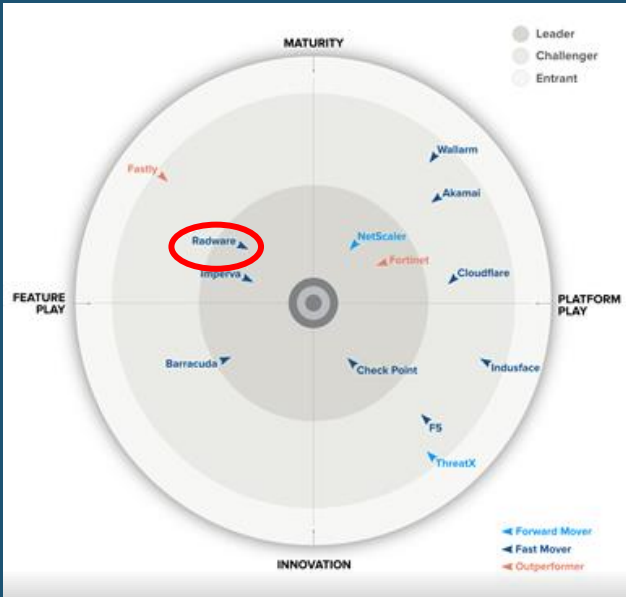 MATURITY
Leader
Challenger
Entrant
Wallarm
Fastly
Akamai
Radware
NetScaler
Fortinet
Imperva
Cloudflare
FEATURE
PLAY
PLATFORM
PLAY
Barracuda
Check Point
Indusface
F5
ThreatX
INNOVATION
Forward Mover
Fast Mover
Outperformer